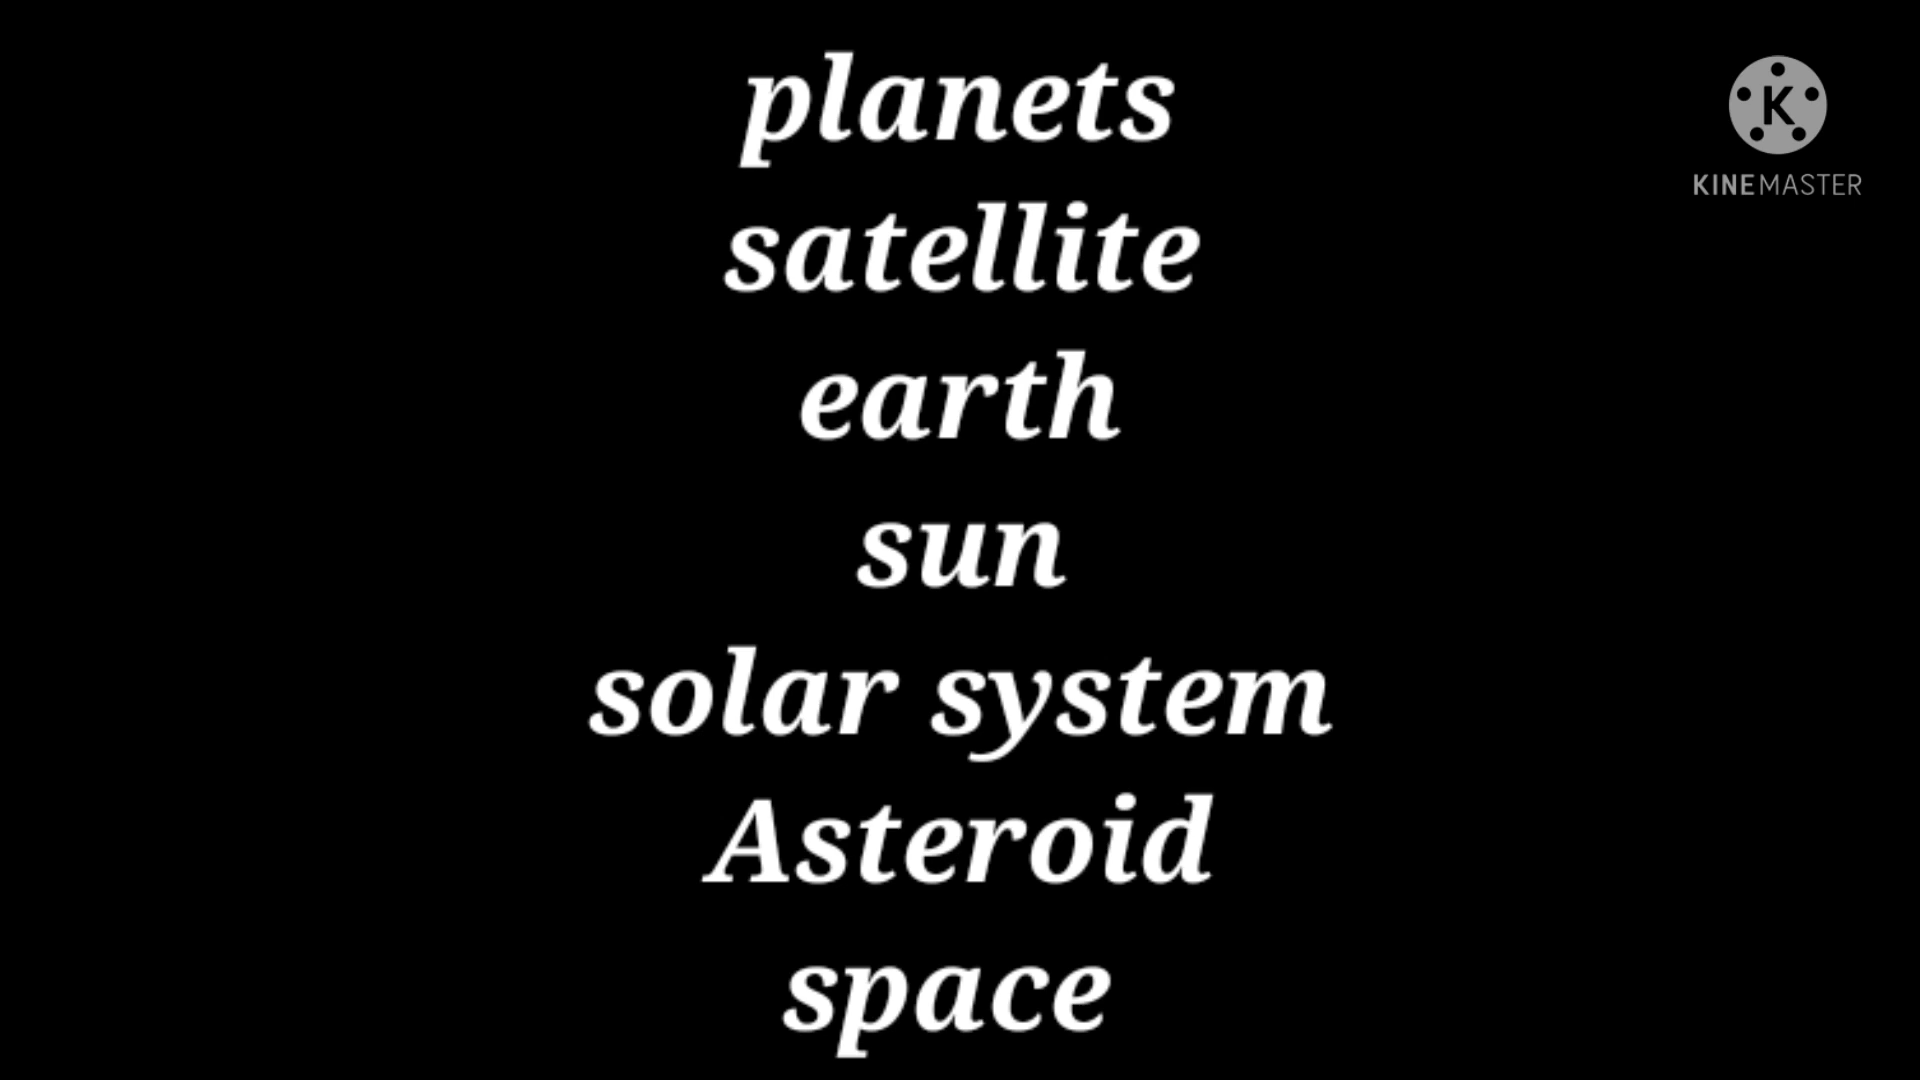 planets
K
KINEMASTER
satellite
earth
sun
solar system
Asteroid
space